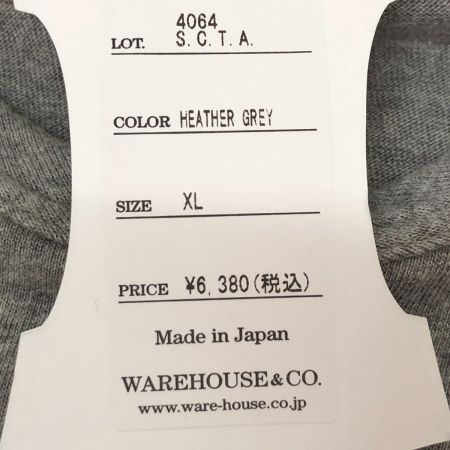 4064
LOT. S. C. T. A.
COLOR HEATHER GREY
SIZE XL
PRICE ¥6, 380(税込)
Made in Japan
WAREHOUSE & CO.
www.ware-house.co.jp